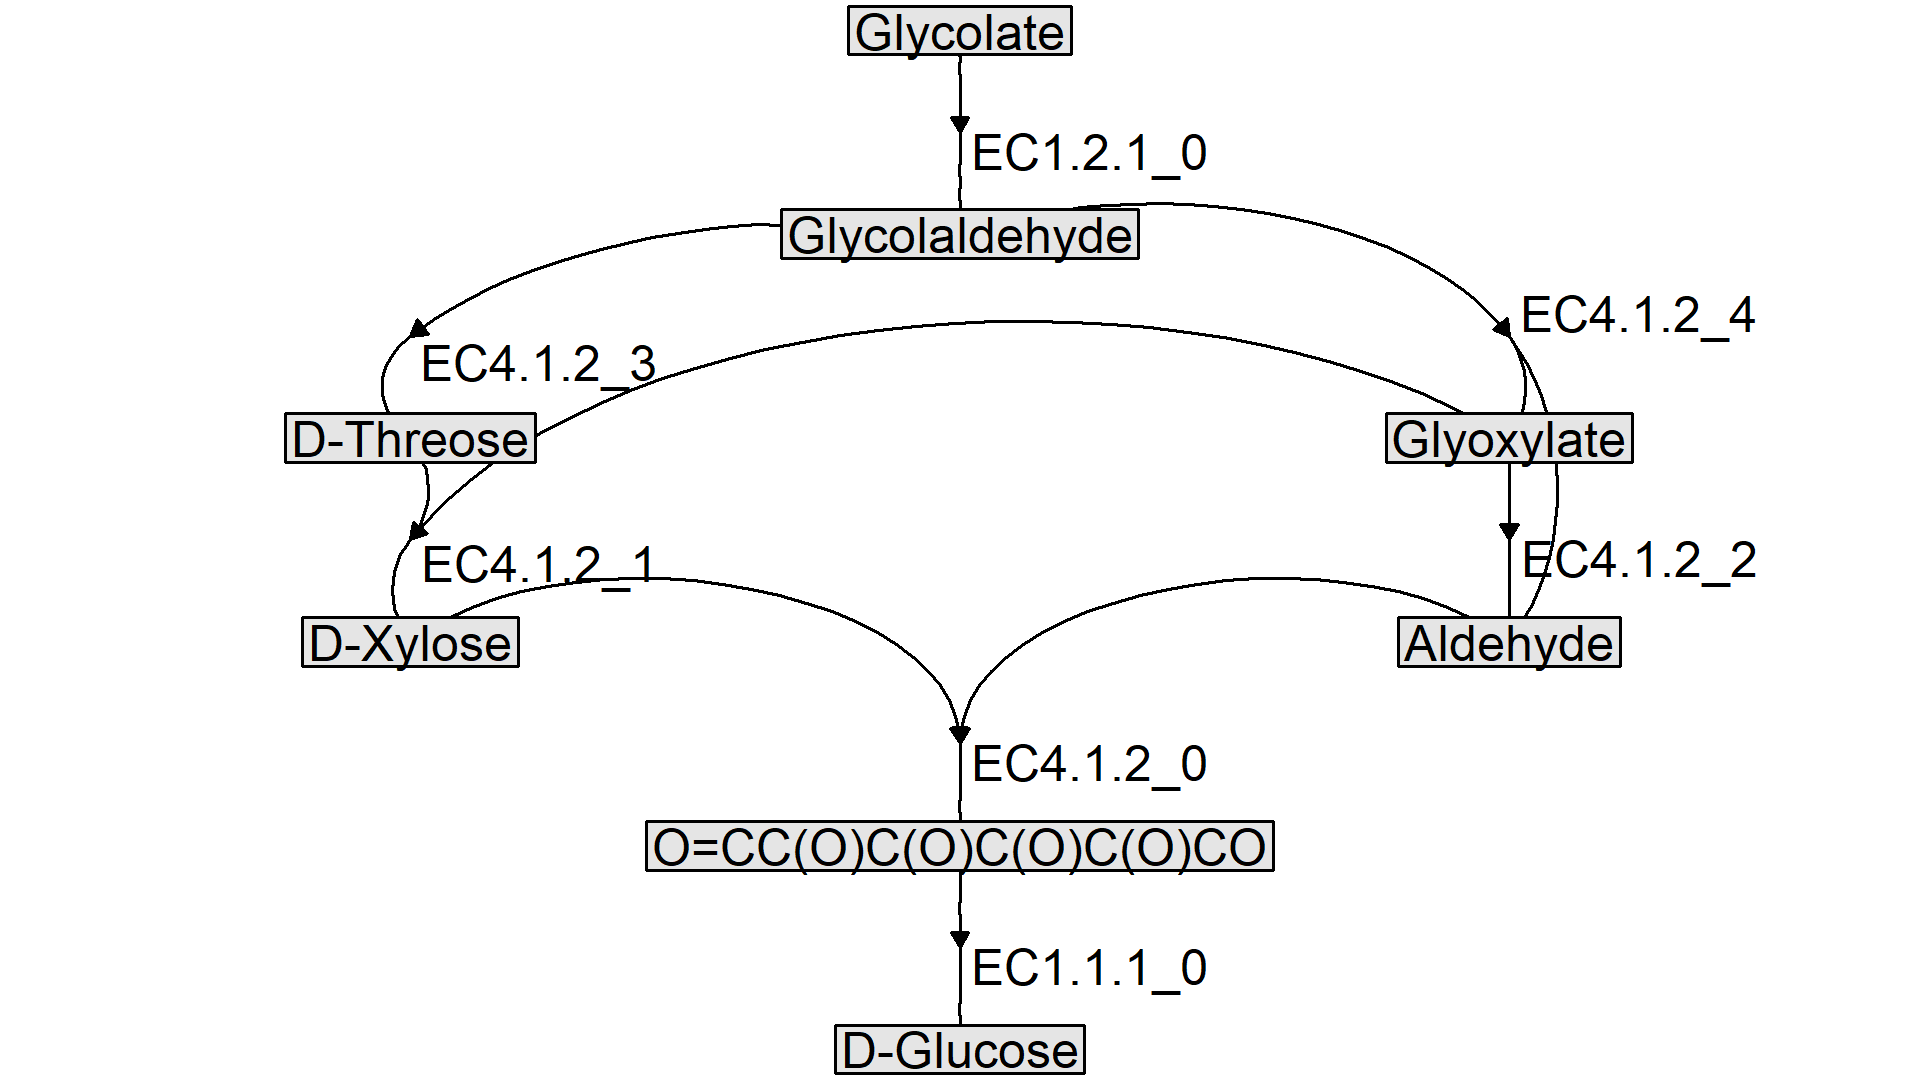 Glycolate
EC1.2.1_0
Glycolaldehyde
EC4.1.2_4
EC4.1.2_3
D-Threose
Glyoxylate
EC4.1.2_1
EC4.1.2_2
D-Xylose
Aldehyde
EC4.1.2_0
O=CC(O)C(O)C(O)C(O)CO
EC1.1.1_0
D-Glucose